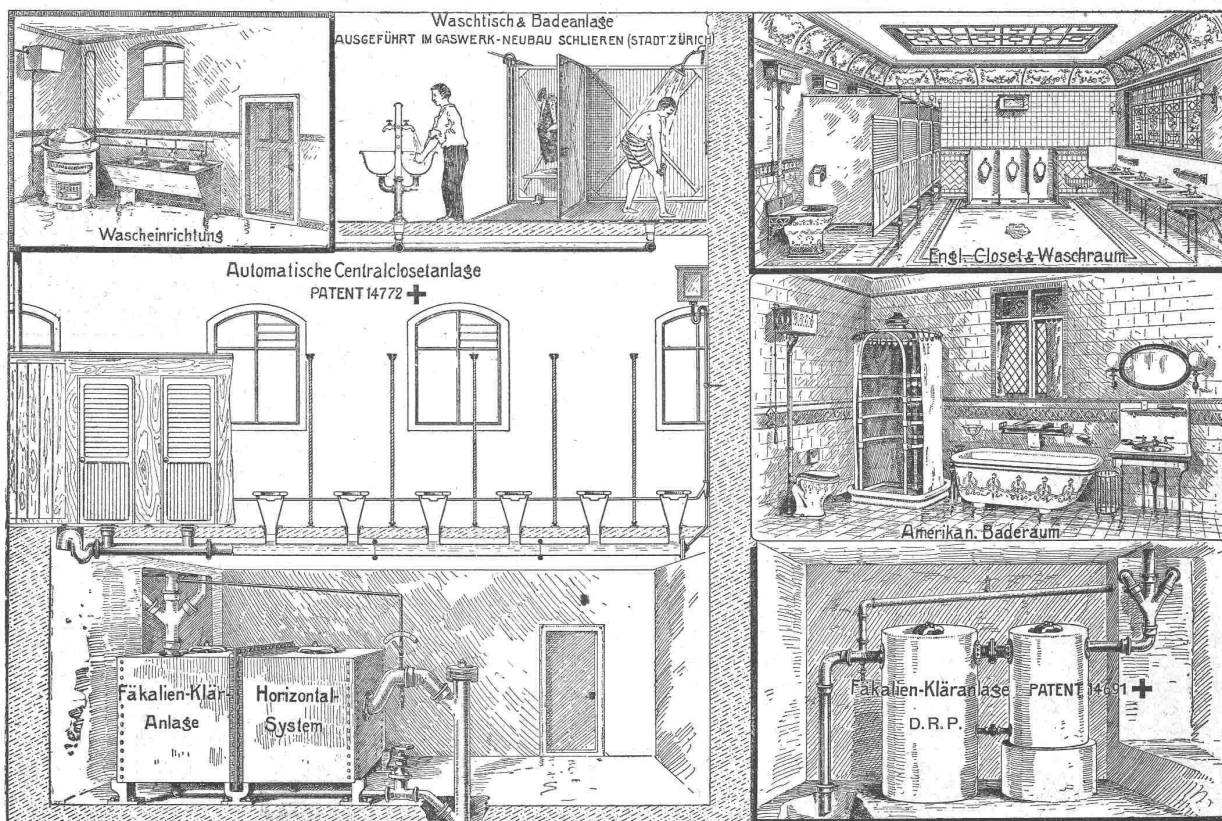 Waschtisch & Badeanlage
AUSGEFÜHRT IM GASWERK-NEUBAU SCHLIEREN (STADT ZÜRICH)
Wascheinrichtung
Engl. Closet & Waschraum
Automatische Centralclosetanlage
PATENT 14772
Amerikan. Baderaum
Fäkalien-Klär-
Anlage
Horizontal-
System
Fäkalien-Kläranlage PATENT 14691
D.R.P.